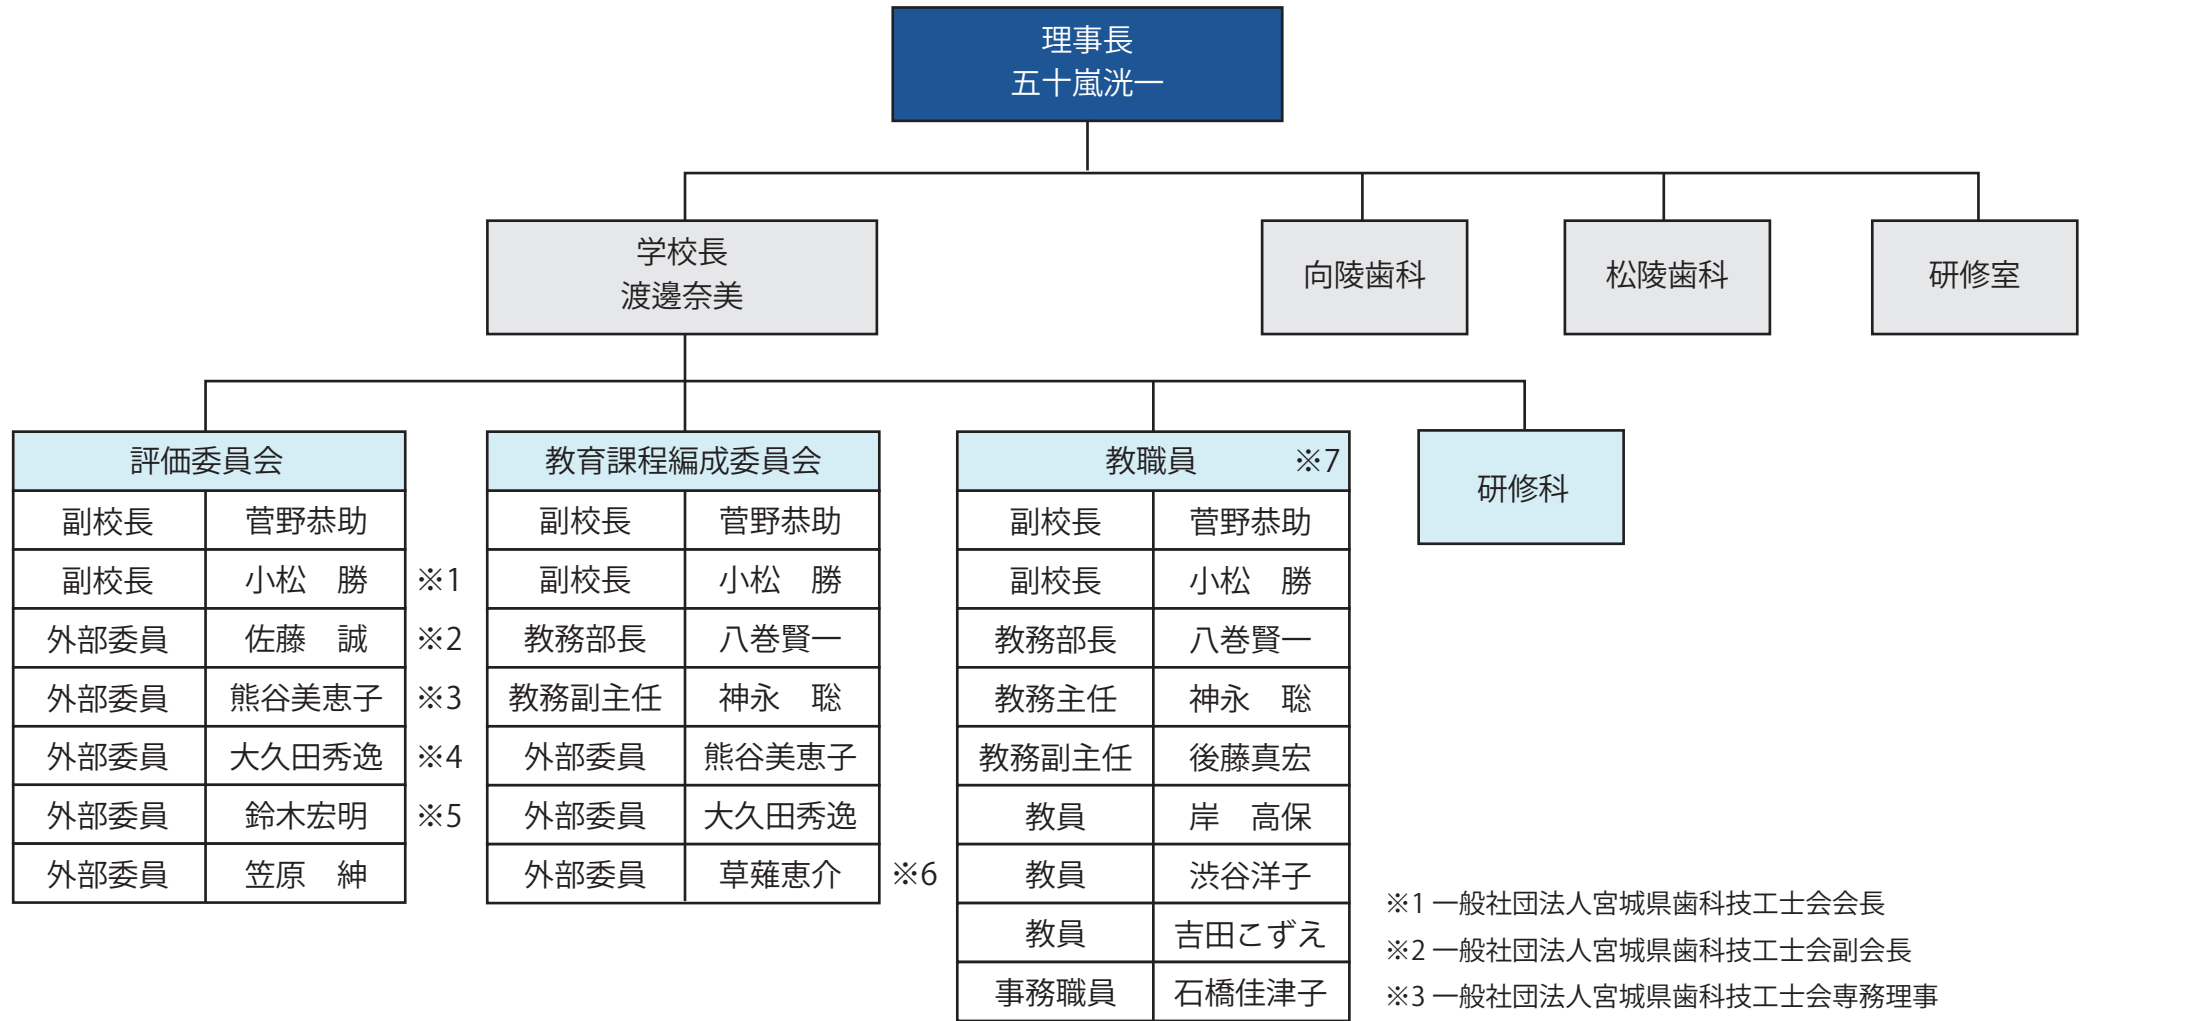 理事長
五十嵐洸一
学校長
渡邊奈美
向陵歯科
松陵歯科
研修室
評価委員会
副校長 菅野恭助
副校長 小松　勝 ※1
外部委員 佐藤　誠 ※2
外部委員 熊谷美恵子 ※3
外部委員 大久田秀逸 ※4
外部委員 鈴木宏明 ※5
外部委員 笠原　紳
教育課程編成委員会
副校長 菅野恭助
副校長 小松　勝
教務部長 八巻賢一
教務副主任 神永　聡
外部委員 熊谷美恵子
外部委員 大久田秀逸
外部委員 草薙恵介 ※6
教職員 ※7
副校長 菅野恭助
副校長 小松　勝
教務部長 八巻賢一
教務主任 神永　聡
教務副主任 後藤真宏
教員 岸　高保
教員 渋谷洋子
教員 吉田こずえ
事務職員 石橋佳津子
研修科
※1 一般社団法人宮城県歯科技工士会会長
※2 一般社団法人宮城県歯科技工士会副会長
※3 一般社団法人宮城県歯科技工士会専務理事